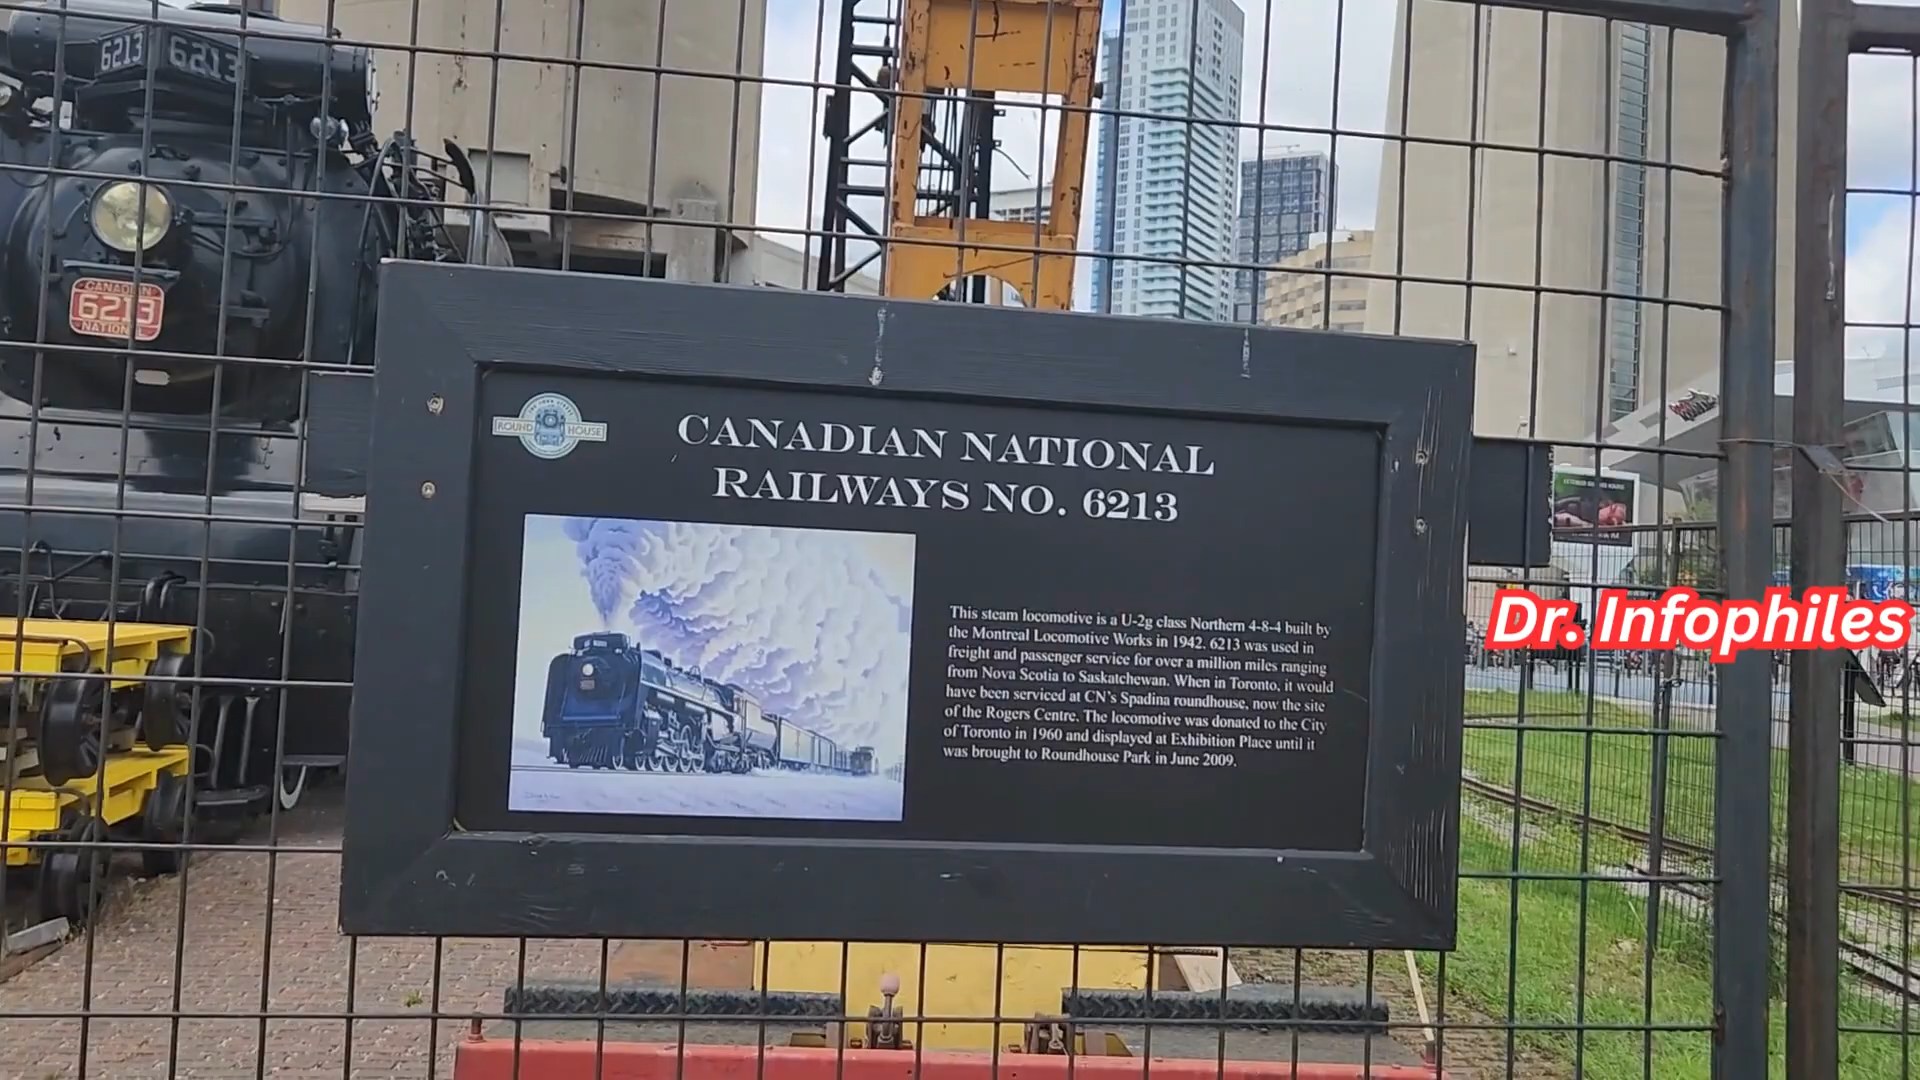 6213 6213
CANADIAN
6213
NATIONAL
ROUND HOUSE
CANADIAN NATIONAL
RAILWAYS NO. 6213
This steam locomotive is a U-2g class Northern 4-8-4 built by
the Montreal Locomotive Works in 1942. 6213 was used in
freight and passenger service for over a million miles ranging
from Nova Scotia to Saskatchewan. When in Toronto, it would
have been serviced at CN's Spadina roundhouse, now the site
of the Rogers Centre. The locomotive was donated to the City
of Toronto in 1960 and displayed at Exhibition Place until it
was brought to Roundhouse Park in June 2009.
Dr. Infophiles